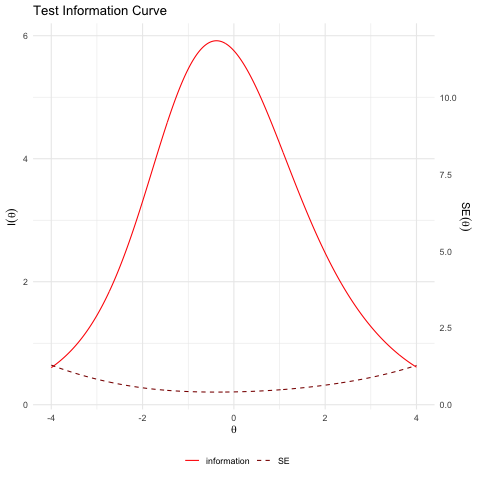 Test Information Curve
6
4
2
0
I(θ)
10.0
7.5
5.0
2.5
0.0
SE(θ)
-4
-2
0
2
4
θ
information
SE